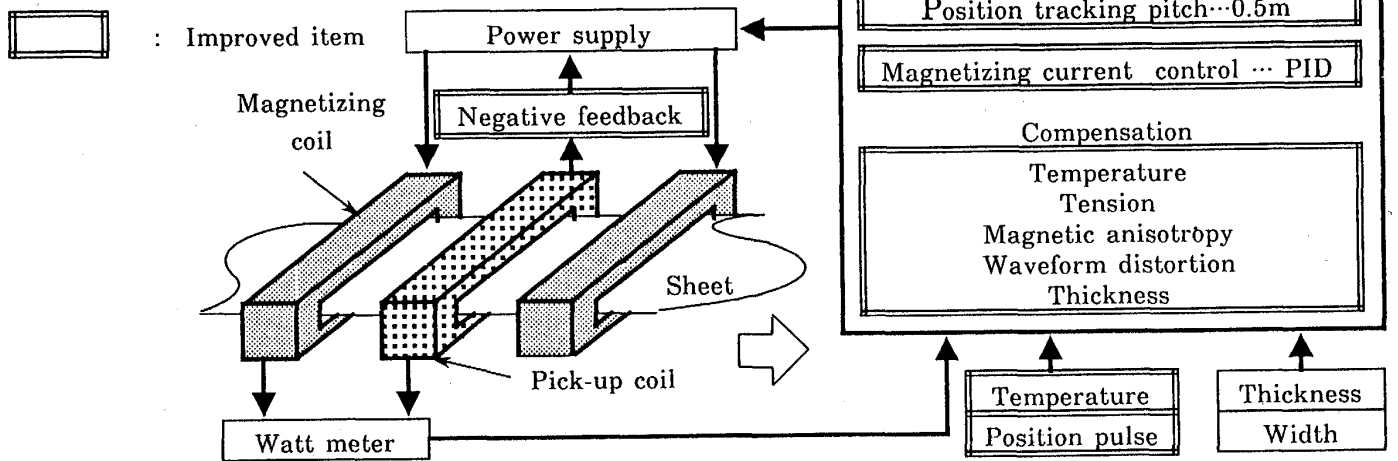 Position tracking pitch…0.5m
: Improved item
Power supply
Magnetizing current control … PID
Magnetizing
coil
Negative feedback
Compensation
Temperature
Tension
Magnetic anisotropy
Waveform distortion
Thickness
Sheet
Pick-up coil
Temperature
Position pulse
Thickness
Width
Watt meter